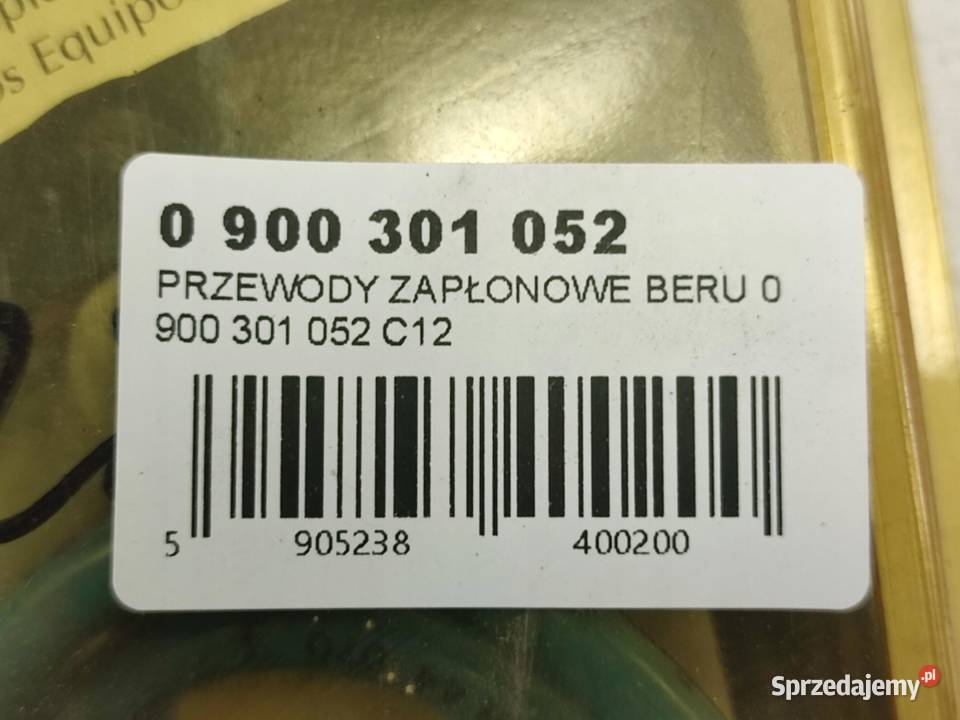 os Equipo
0 900 301 052
PRZEWODY ZAPŁONOWE BERU 0
900 301 052 C12
5 905238 400200
Sprzedajemy.pl